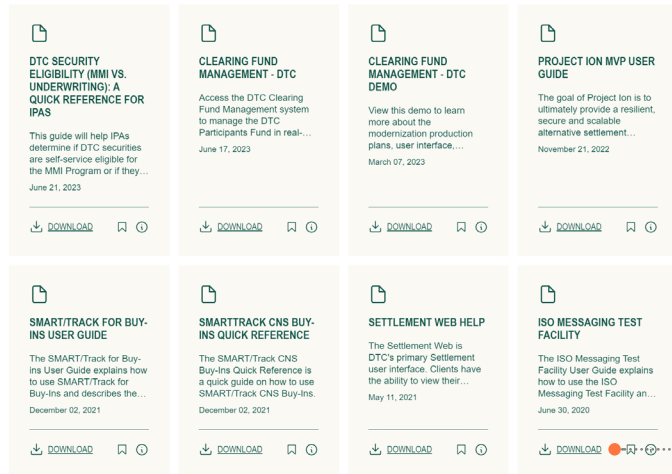 DTC SECURITY
ELIGIBILITY (MMI VS.
UNDERWRITING): A
QUICK REFERENCE FOR
IPAS
This guide will help IPAs
determine if DTC securities
are self-service eligible for
the MMI Program or if they...
June 21, 2023
DOWNLOAD
CLEARING FUND
MANAGEMENT - DTC
Access the DTC Clearing
Fund Management system
to manage the DTC
Participants Fund in real-...
June 17, 2023
DOWNLOAD
CLEARING FUND
MANAGEMENT - DTC
DEMO
View this demo to learn
more about the
modernization production
plans, user interface,...
March 07, 2023
DOWNLOAD
PROJECT ION MVP USER
GUIDE
The goal of Project Ion is to
ultimately provide a resilient,
secure and scalable
alternative settlement...
November 21, 2022
DOWNLOAD
SMART/TRACK FOR BUY-
INS USER GUIDE
The SMART/Track for Buy-
ins User Guide explains how
to use SMART/Track for
Buy-Ins and describes the...
December 02, 2021
DOWNLOAD
SMARTTRACK CNS BUY-
INS QUICK REFERENCE
The SMART/Track CNS
Buy-Ins Quick Reference is
a quick guide on how to use
SMART/Track CNS Buy-Ins.
December 02, 2021
DOWNLOAD
SETTLEMENT WEB HELP
The Settlement Web is
DTC's primary Settlement
user interface. Clients have
the ability to view their...
May 11, 2021
DOWNLOAD
ISO MESSAGING TEST
FACILITY
The ISO Messaging Test
Facility User Guide explains
how to use the ISO
Messaging Test Facility an...
June 30, 2020
DOWNLOAD